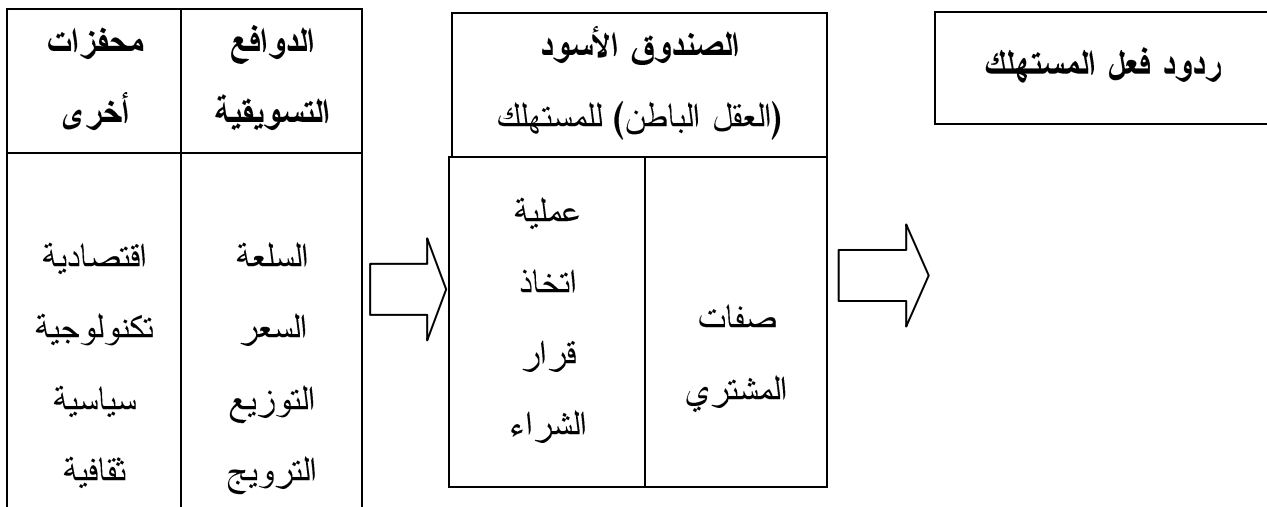 الدوافع
التسويقية
محفزات
أخرى
السلعة
السعر
التوزيع
الترويج
اقتصادية
تكنولوجية
سياسية
ثقافية
الصندوق الأسود
(العقل الباطن) للمستهلك
صفات
المشتري
عملية
اتخاذ
قرار
الشراء
ردود فعل المستهلك